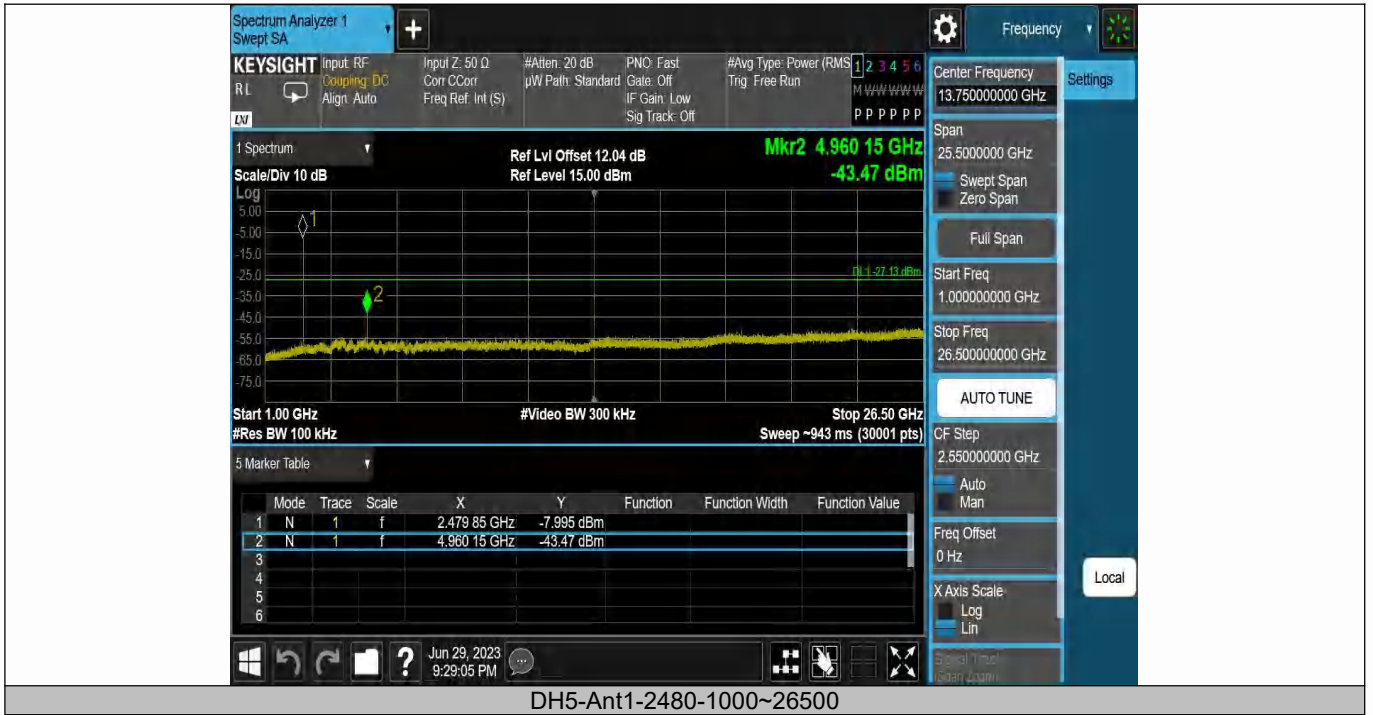 Spectrum Analyzer 1
Swept SA
+
Frequency
KEYSIGHT
RL
LXI
Input: RF
Coupling: DC
Align: Auto
Input Z: 50 Ω
Corr CCorr
Freq Ref: Int (S)
#Atten: 20 dB
µW Path: Standard
PNO: Fast
Gate: Off
IF Gain: Low
Sig Track: Off
#Avg Type: Power (RMS
Trig: Free Run
1 2 3 4 5 6
M W W W W W
P P P P P P
Center Frequency
13.750000000 GHz
Settings
1 Spectrum
Scale/Div 10 dB
Ref Lvl Offset 12.04 dB
Ref Level 15.00 dBm
Mkr2 4.960 15 GHz
-43.47 dBm
Log
5.00
-5.00
-15.0
-25.0
-35.0
-45.0
-55.0
-65.0
-75.0
1
2
DL1 -27.13 dBm
Start 1.00 GHz
#Res BW 100 kHz
#Video BW 300 kHz
Stop 26.50 GHz
Sweep ~943 ms (30001 pts)
Span
25.5000000 GHz
Swept Span
Zero Span
Full Span
Start Freq
1.000000000 GHz
Stop Freq
26.500000000 GHz
AUTO TUNE
CF Step
2.550000000 GHz
Auto
Man
Freq Offset
0 Hz
X Axis Scale
Log
Lin
Signal Track
(Span Zoom)
Local
5 Marker Table
Mode Trace Scale X Y Function Function Width Function Value
1 N 1 f 2.479 85 GHz -7.995 dBm
2 N 1 f 4.960 15 GHz -43.47 dBm
3
4
5
6
?
Jun 29, 2023
9:29:05 PM
DH5-Ant1-2480-1000~26500